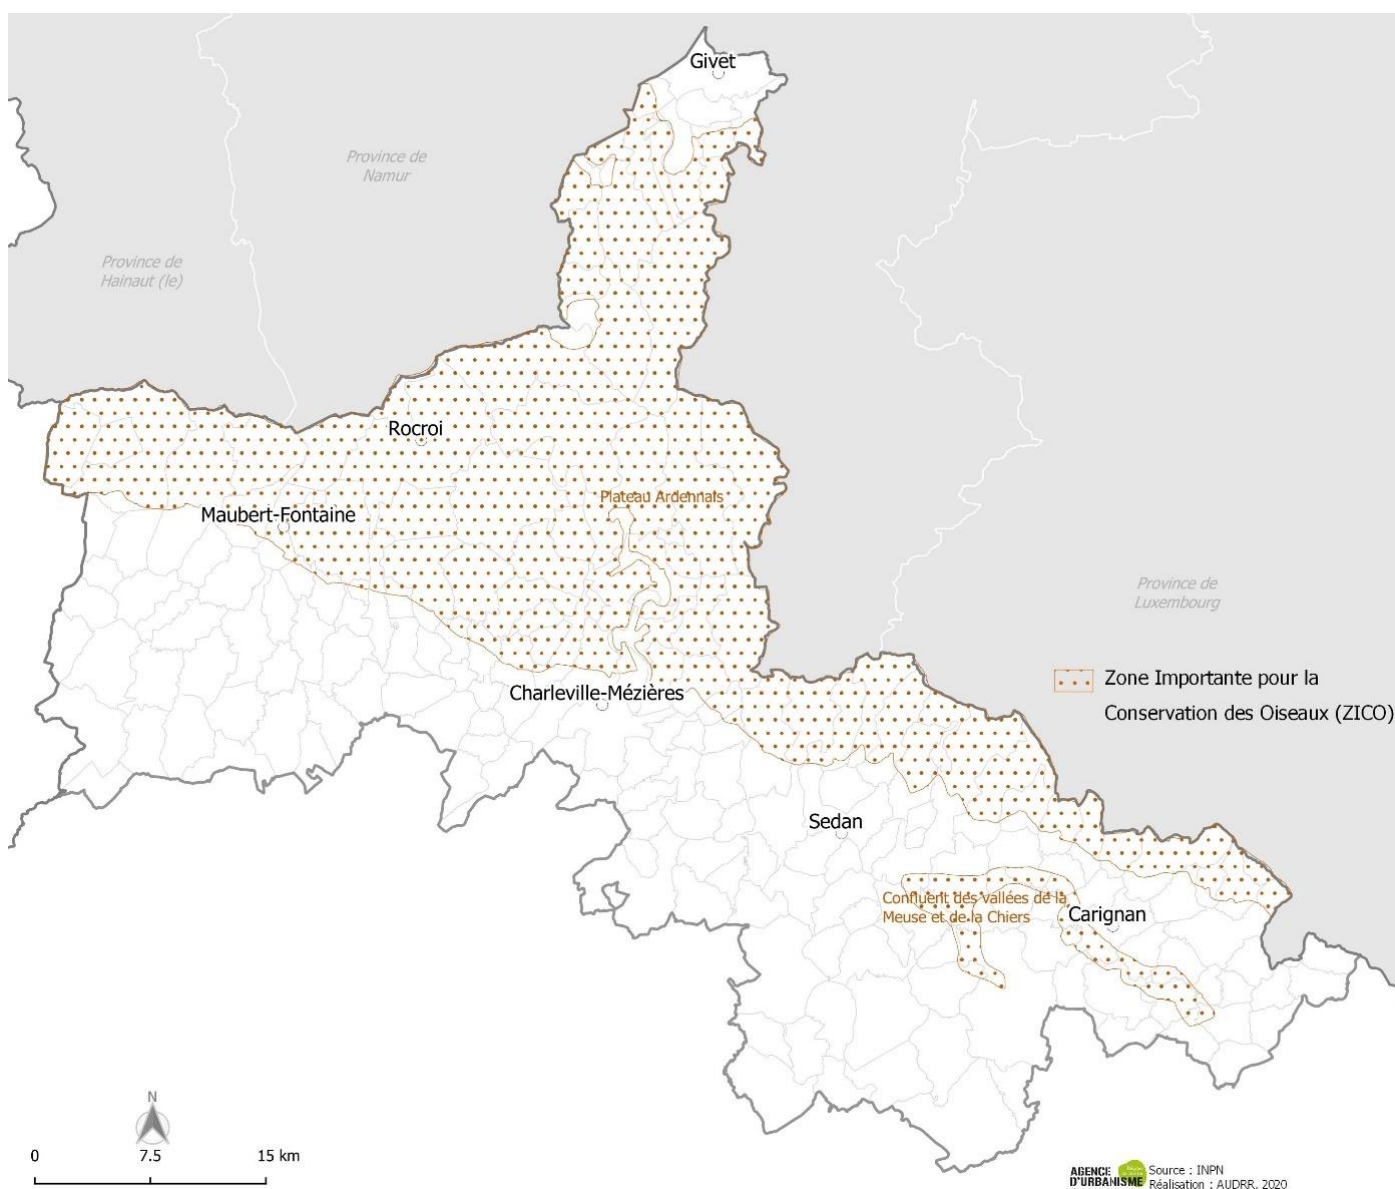 Givet
Province de
Namur
Province de
Hainaut (le)
Rocroi
Plateau Ardennais
Maubert-Fontaine
Province de
Luxembourg
Zone Importante pour la
Conservation des Oiseaux (ZICO)
Charleville-Mézières
Sedan
Confluent des Vallées de la
Meuse et de la Chiers
Carignan
N
0 7.5 15 km
AGENCE
D'URBANISME
Source : INPN
Réalisation : AUDRR, 2020